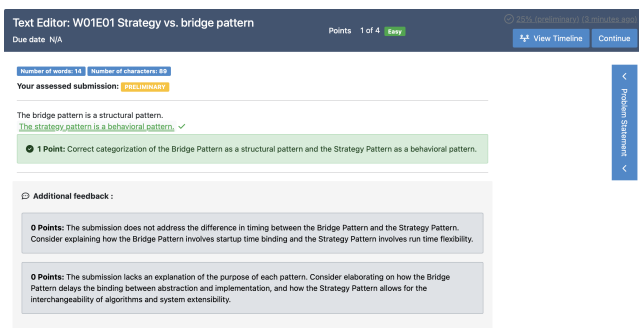 Text Editor: W01E01 Strategy vs. bridge pattern
Due date N/A
Points 1 of 4 Easy
25% (preliminary) (3 minutes ago)
View Timeline
Continue
Number of words: 14 Number of characters: 89
Your assessed submission: PRELIMINARY
Problem Statement
The bridge pattern is a structural pattern.
The strategy pattern is a behavioral pattern.
1 Point: Correct categorization of the Bridge Pattern as a structural pattern and the Strategy Pattern as a behavioral pattern.
Additional feedback :
0 Points: The submission does not address the difference in timing between the Bridge Pattern and the Strategy Pattern.
Consider explaining how the Bridge Pattern involves startup time binding and the Strategy Pattern involves run time flexibility.
0 Points: The submission lacks an explanation of the purpose of each pattern. Consider elaborating on how the Bridge
Pattern delays the binding between abstraction and implementation, and how the Strategy Pattern allows for the
interchangeability of algorithms and system extensibility.